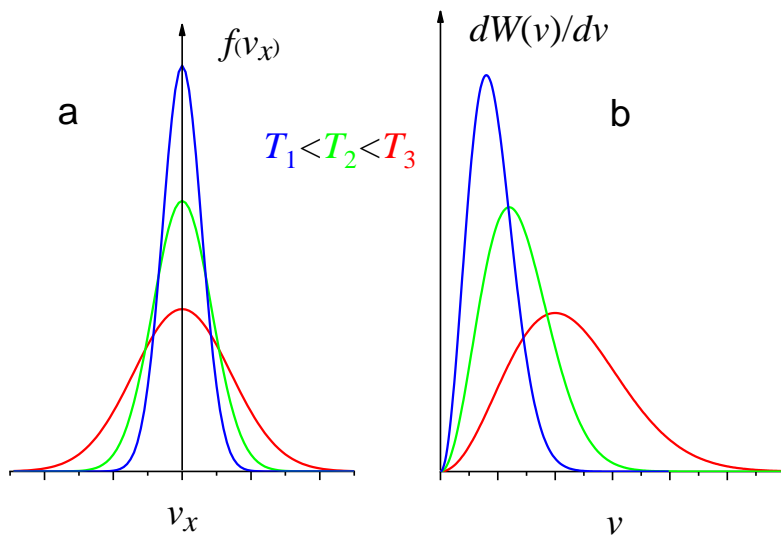 f(vₓ)
dW(v)/dv
a
b
T₁<T₂<T₃
vₓ
v